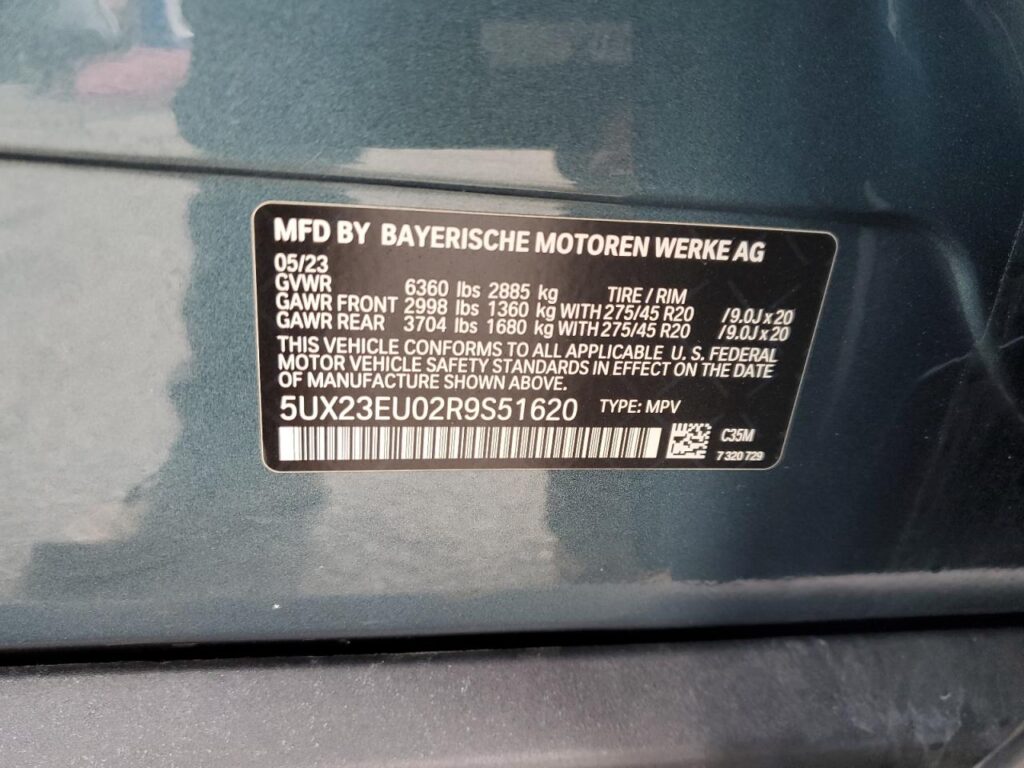 MFD BY BAYERISCHE MOTOREN WERKE AG
05/23
GVWR 6360 lbs 2885 kg TIRE / RIM
GAWR FRONT 2998 lbs 1360 kg WITH 275/45 R20 /9.0J x 20
GAWR REAR 3704 lbs 1680 kg WITH 275/45 R20 /9.0J x 20
THIS VEHICLE CONFORMS TO ALL APPLICABLE U. S. FEDERAL
MOTOR VEHICLE SAFETY STANDARDS IN EFFECT ON THE DATE
OF MANUFACTURE SHOWN ABOVE.
5UX23EU02R9S51620 TYPE: MPV
C35M
7 320 729